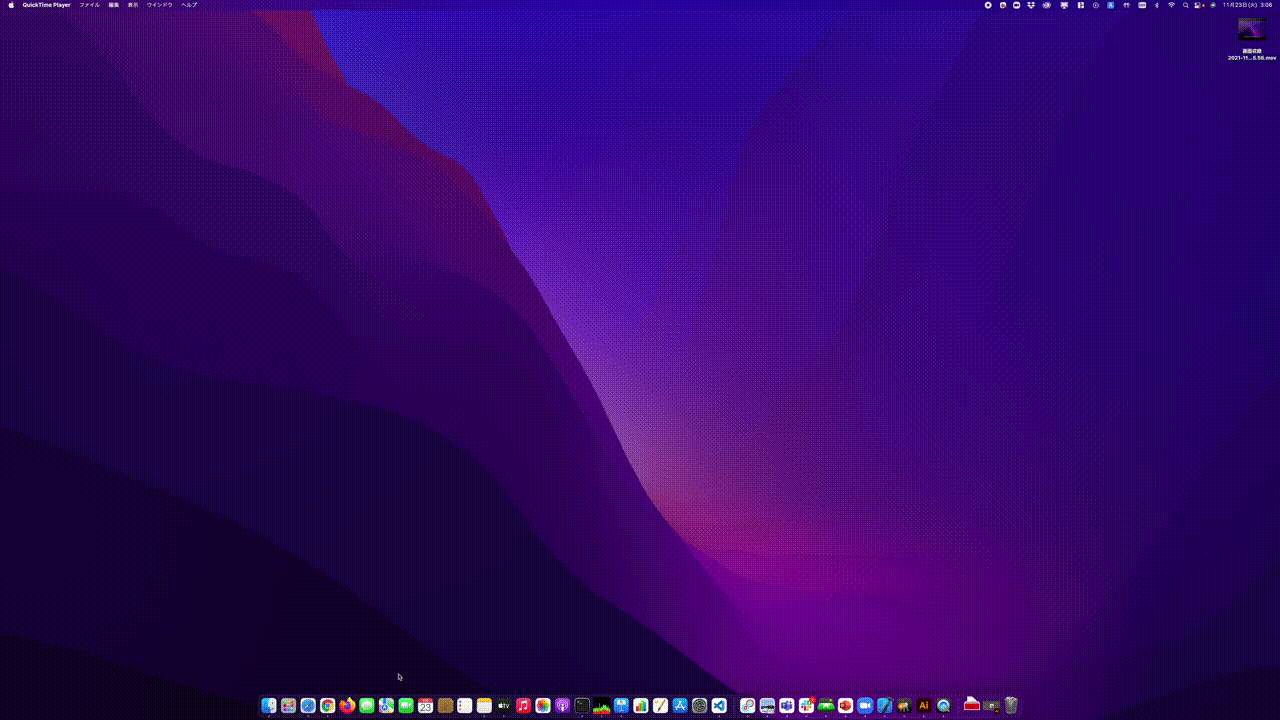 QuickTime Player ファイル 編集 表示 ウインドウ ヘルプ
11月23日(火) 3:06
画面収録
2021-11...5.56.mov
23
tv
Ai